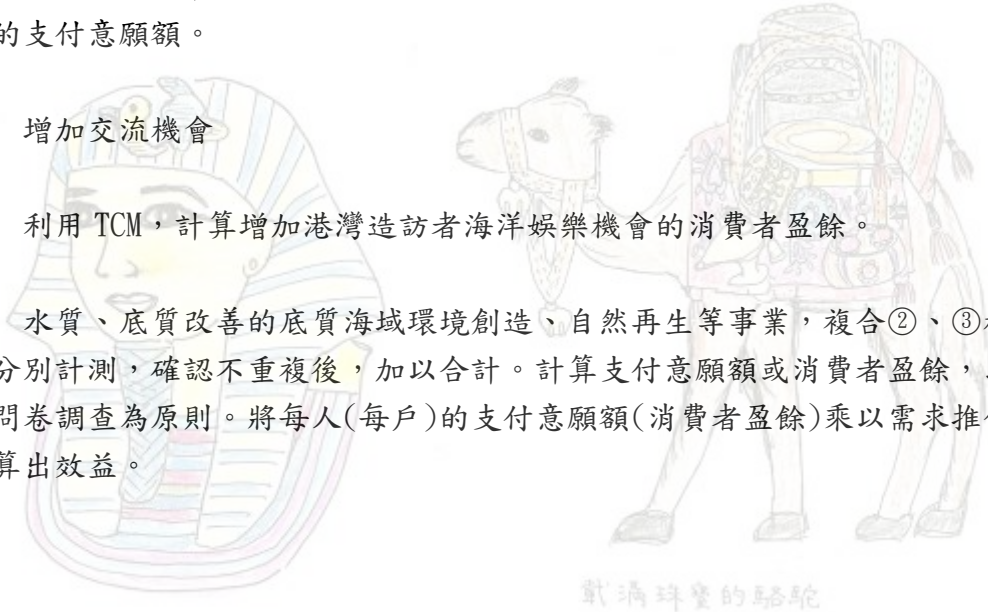 的支付意願額。
增加交流機會
利用 TCM，計算增加港灣造訪者海洋娛樂機會的消費者盈餘。
水質、底質改善的底質海域環境創造、自然再生等事業，複合②、③
分別計測，確認不重複後，加以合計。計算支付意願額或消費者盈餘，
問卷調查為原則。將每人(每戶)的支付意願額(消費者盈餘)乘以需求推
算出效益。
戴滿珠寶的駱駝